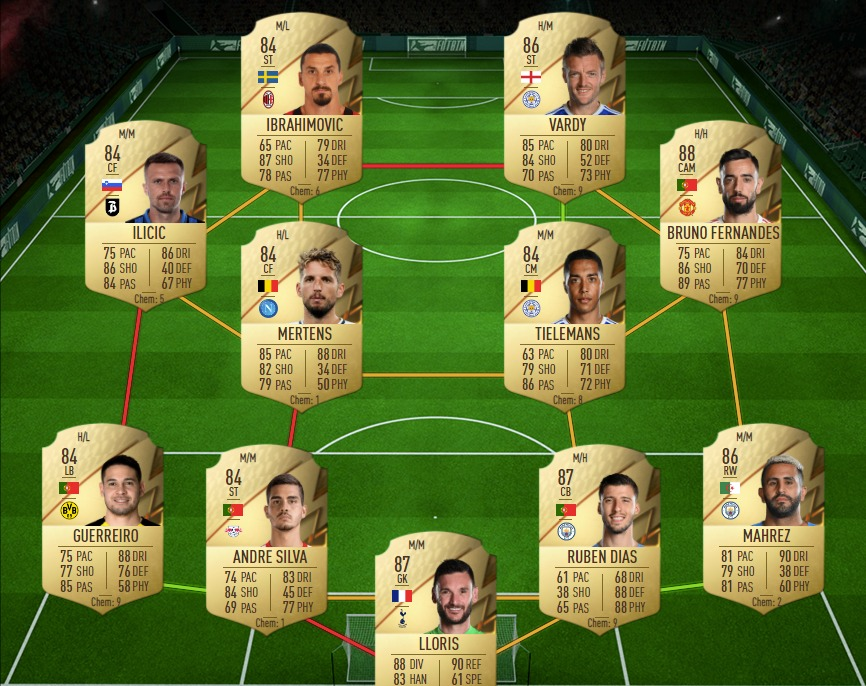 M/L
84
ST
IBRAHIMOVIC
65 PAC 79 DRI
87 SHO 34 DEF
78 PAS 77 PHY
Chem: 6
H/M
86
ST
VARDY
85 PAC 80 DRI
84 SHO 52 DEF
70 PAS 73 PHY
Chem: 9
M/M
84
CF
ILICIC
75 PAC 86 DRI
86 SHO 40 DEF
84 PAS 67 PHY
Chem: 5
H/H
88
CAM
BRUNO FERNANDES
75 PAC 84 DRI
86 SHO 70 DEF
89 PAS 77 PHY
Chem: 9
H/L
84
CF
MERTENS
85 PAC 88 DRI
82 SHO 34 DEF
79 PAS 50 PHY
Chem: 1
M/M
84
CM
TIELEMANS
63 PAC 80 DRI
79 SHO 71 DEF
86 PAS 72 PHY
Chem: 8
H/L
84
LB
GUERREIRO
75 PAC 88 DRI
77 SHO 76 DEF
85 PAS 58 PHY
Chem: 9
M/M
84
ST
ANDRE SILVA
74 PAC 83 DRI
84 SHO 45 DEF
69 PAS 77 PHY
Chem: 1
M/H
87
CB
RUBEN DIAS
61 PAC 68 DRI
38 SHO 88 DEF
65 PAS 88 PHY
Chem: 9
M/M
86
RW
MAHREZ
81 PAC 90 DRI
79 SHO 38 DEF
81 PAS 60 PHY
Chem: 2
M/M
87
GK
LLORIS
88 DIV 90 REF
83 HAN 61 SPE